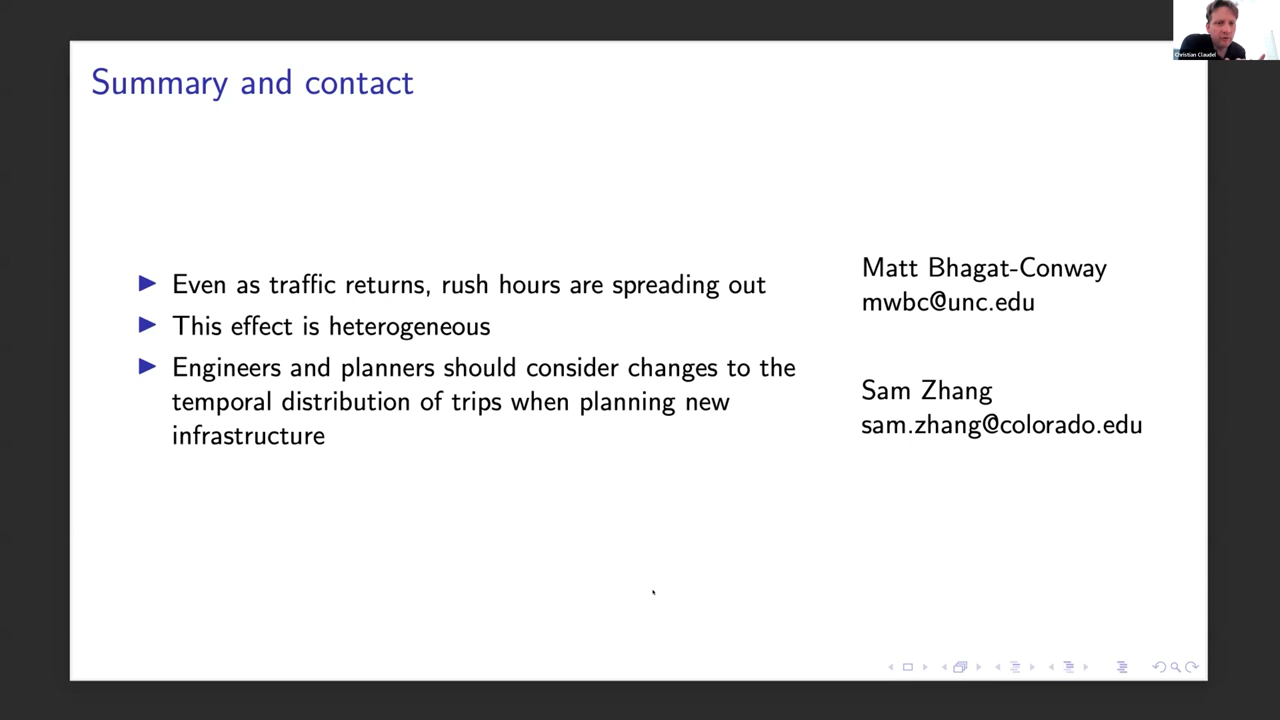 Christian Claudel
Summary and contact
Even as traffic returns, rush hours are spreading out
This effect is heterogeneous
Engineers and planners should consider changes to the
temporal distribution of trips when planning new
infrastructure
Matt Bhagat-Conway
mwbc@unc.edu
Sam Zhang
sam.zhang@colorado.edu